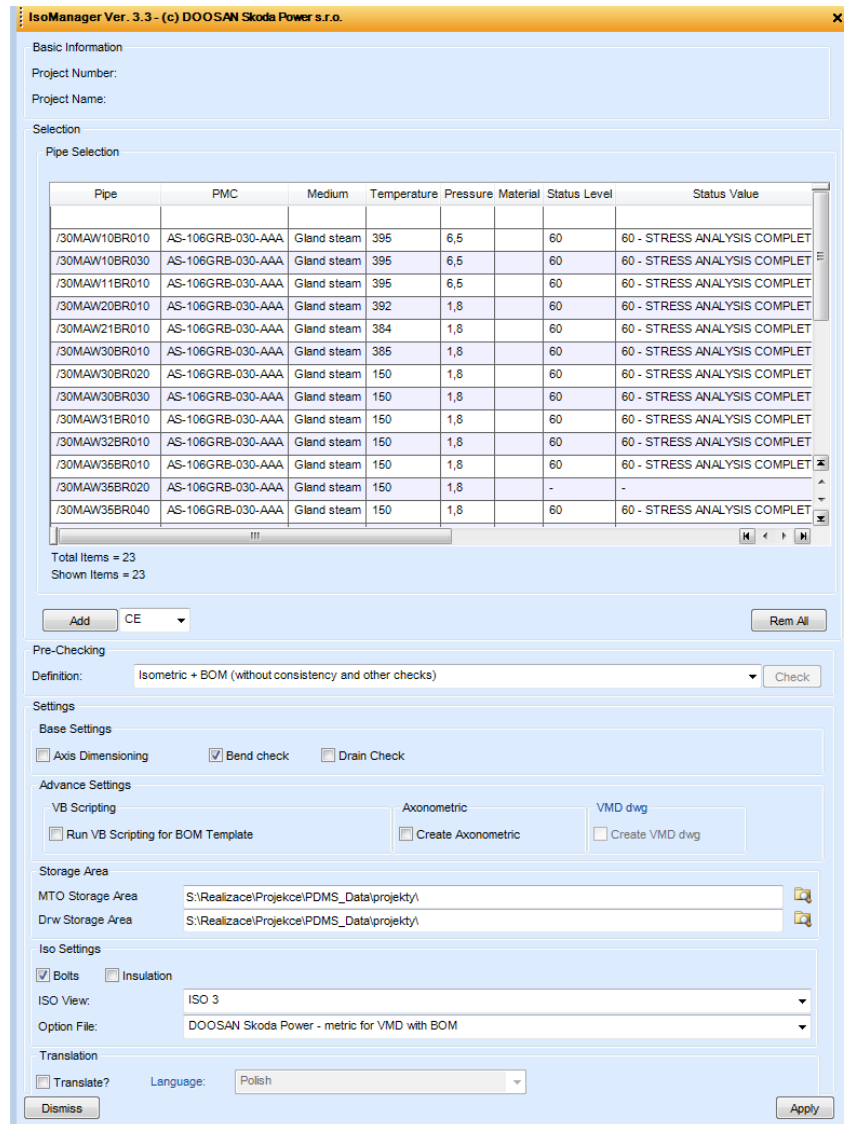 IsoManager Ver. 3.3 - (c) DOOSAN Skoda Power s.r.o.
Basic Information
Project Number:
Project Name:
Selection
Pipe Selection
Pipe PMC Medium Temperature Pressure Material Status Level Status Value
/30MAW10BR010 AS-106GRB-030-AAA Gland steam 395 6,5 60 60 - STRESS ANALYSIS COMPLET
/30MAW10BR030 AS-106GRB-030-AAA Gland steam 395 6,5 60 60 - STRESS ANALYSIS COMPLET
/30MAW11BR010 AS-106GRB-030-AAA Gland steam 395 6,5 60 60 - STRESS ANALYSIS COMPLET
/30MAW20BR010 AS-106GRB-030-AAA Gland steam 392 1,8 60 60 - STRESS ANALYSIS COMPLET
/30MAW21BR010 AS-106GRB-030-AAA Gland steam 384 1,8 60 60 - STRESS ANALYSIS COMPLET
/30MAW30BR010 AS-106GRB-030-AAA Gland steam 385 1,8 60 60 - STRESS ANALYSIS COMPLET
/30MAW30BR020 AS-106GRB-030-AAA Gland steam 150 1,8 60 60 - STRESS ANALYSIS COMPLET
/30MAW30BR030 AS-106GRB-030-AAA Gland steam 150 1,8 60 60 - STRESS ANALYSIS COMPLET
/30MAW31BR010 AS-106GRB-030-AAA Gland steam 150 1,8 60 60 - STRESS ANALYSIS COMPLET
/30MAW32BR010 AS-106GRB-030-AAA Gland steam 150 1,8 60 60 - STRESS ANALYSIS COMPLET
/30MAW35BR010 AS-106GRB-030-AAA Gland steam 150 1,8 60 60 - STRESS ANALYSIS COMPLET
/30MAW35BR020 AS-106GRB-030-AAA Gland steam 150 1,8 - -
/30MAW35BR040 AS-106GRB-030-AAA Gland steam 150 1,8 60 60 - STRESS ANALYSIS COMPLET
Total Items = 23
Shown Items = 23
Add CE Rem All
Pre-Checking
Definition: Isometric + BOM (without consistency and other checks) Check
Settings
Base Settings
Axis Dimensioning Bend check Drain Check
Advance Settings
VB Scripting Axonometric VMD dwg
Run VB Scripting for BOM Template Create Axonometric Create VMD dwg
Storage Area
MTO Storage Area S:\Realizace\Projekce\PDMS_Data\projekty\
Drw Storage Area S:\Realizace\Projekce\PDMS_Data\projekty\
Iso Settings
Bolts Insulation
ISO View: ISO 3
Option File: DOOSAN Skoda Power - metric for VMD with BOM
Translation
Translate? Language: Polish
Dismiss Apply